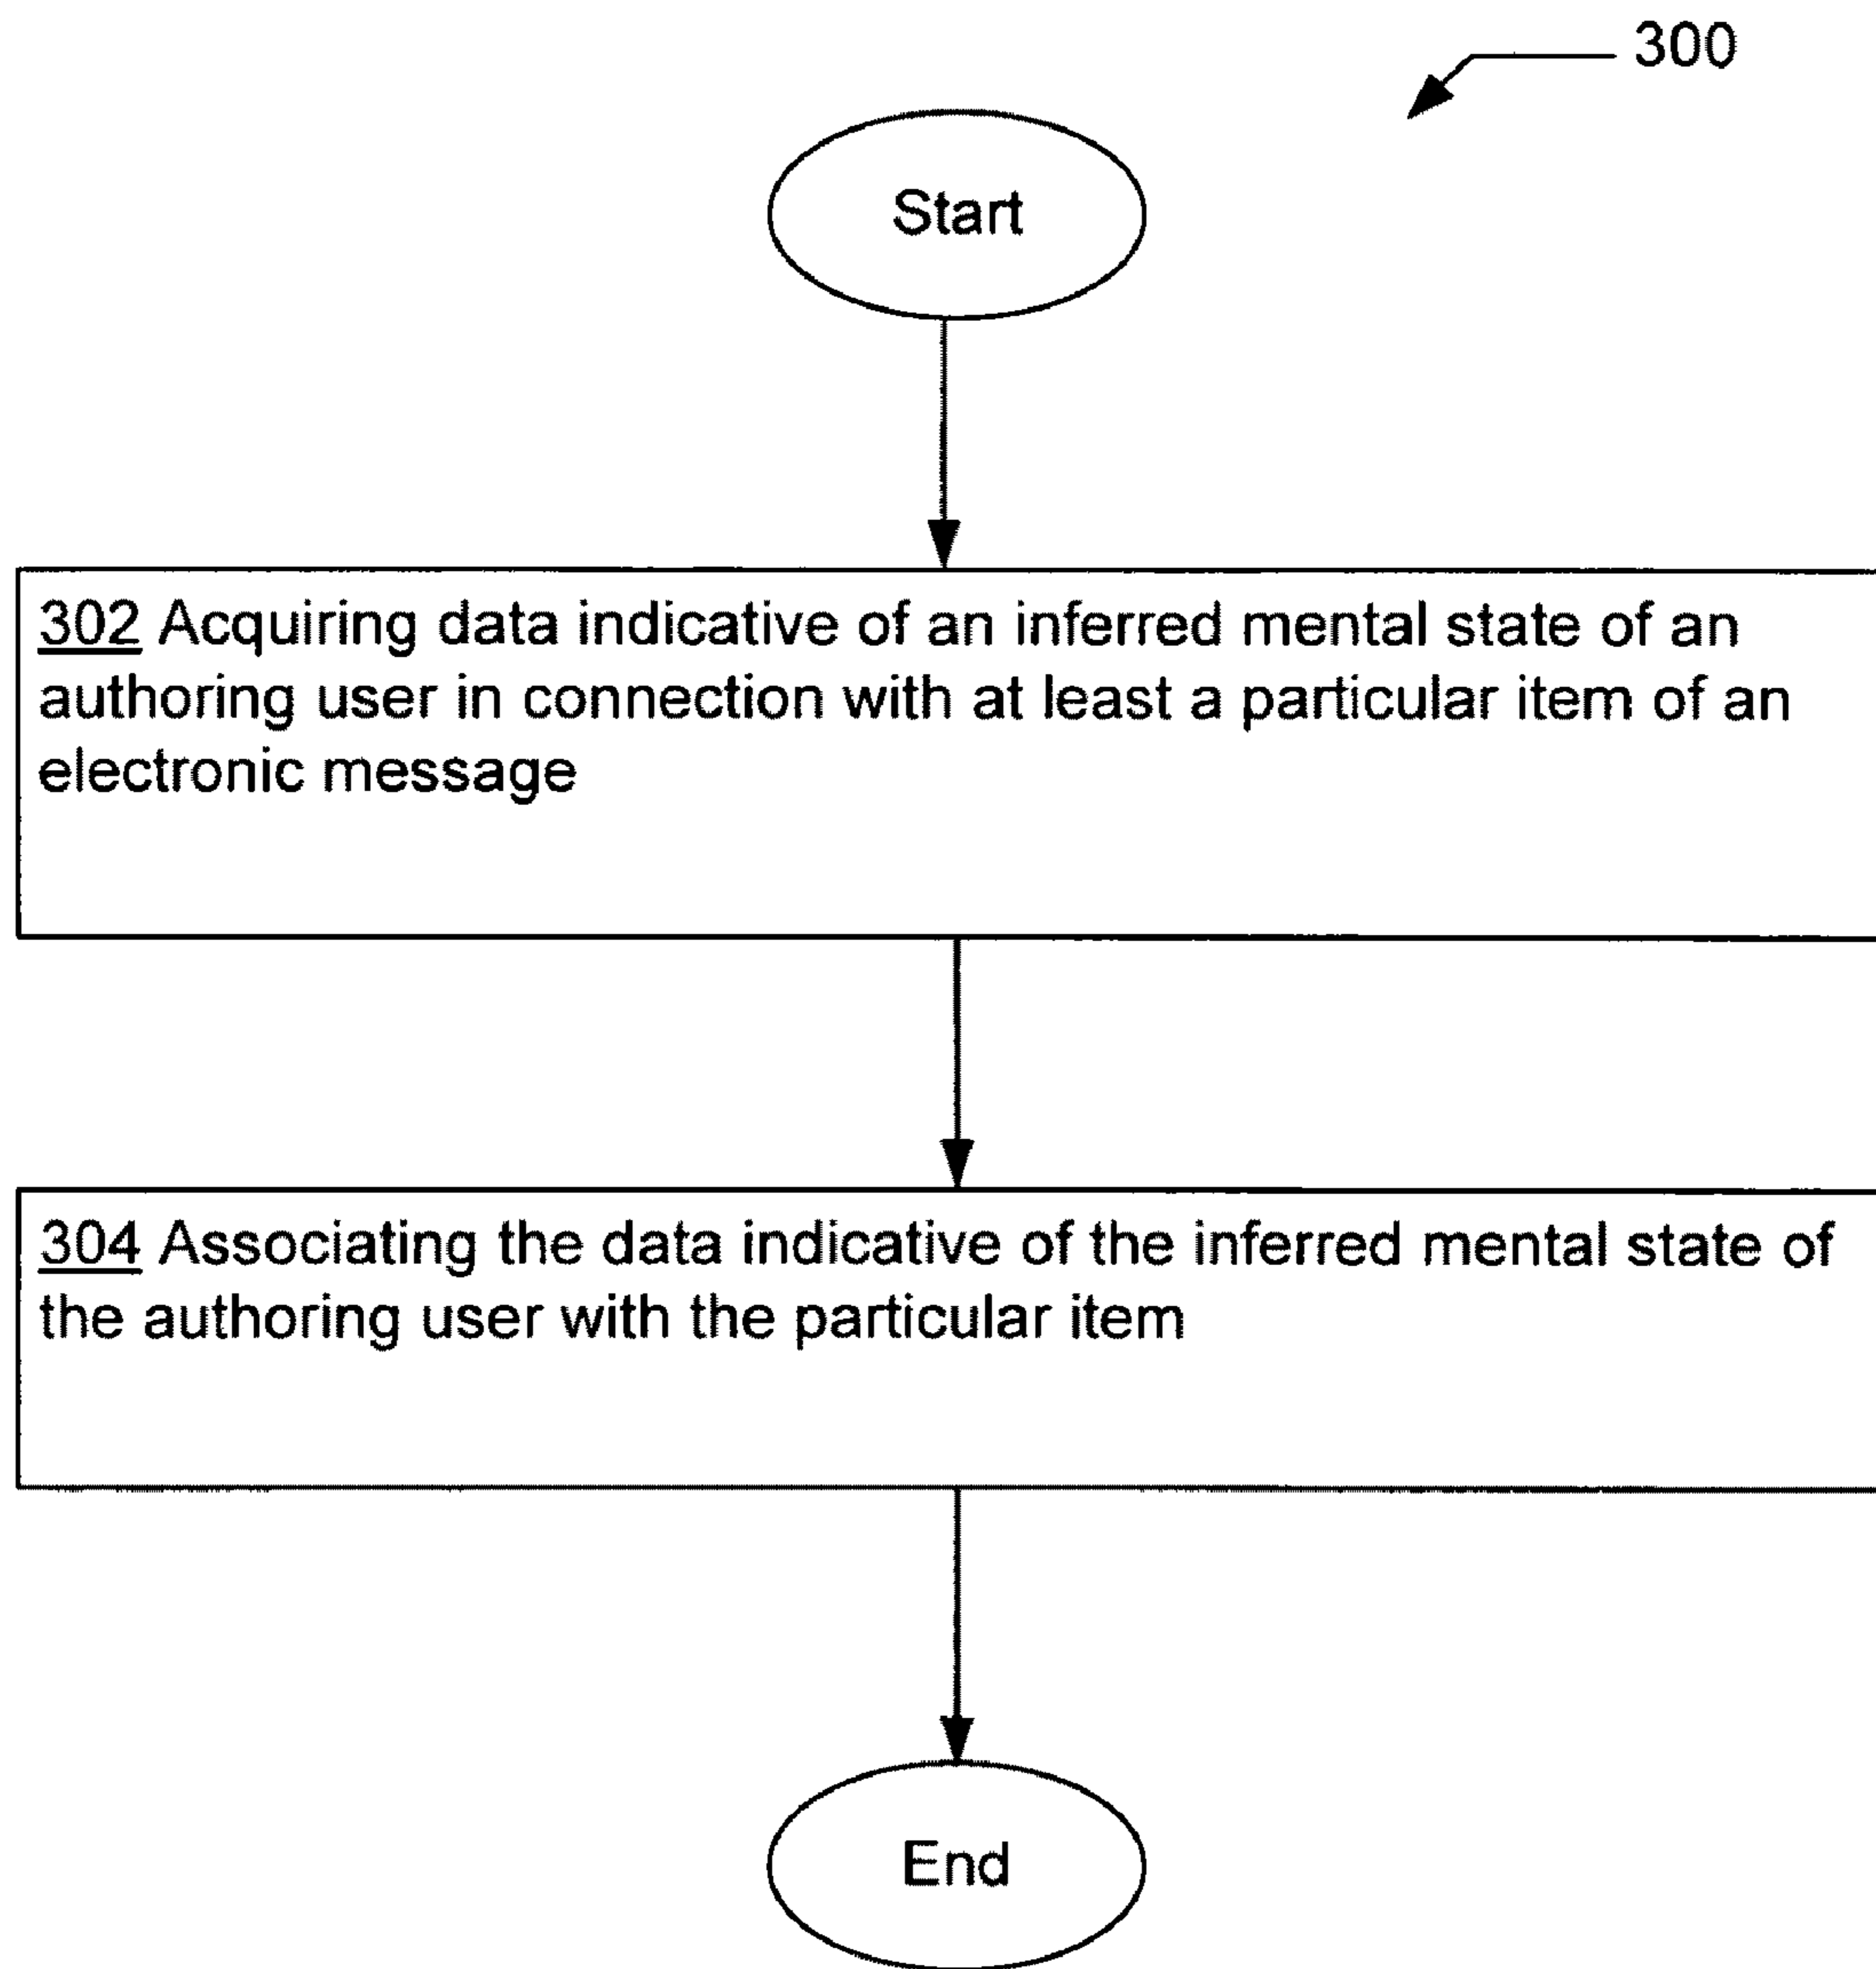 300
Start
302 Acquiring data indicative of an inferred mental state of an
authoring user in connection with at least a particular item of an
electronic message
304 Associating the data indicative of the inferred mental state of
the authoring user with the particular item
End